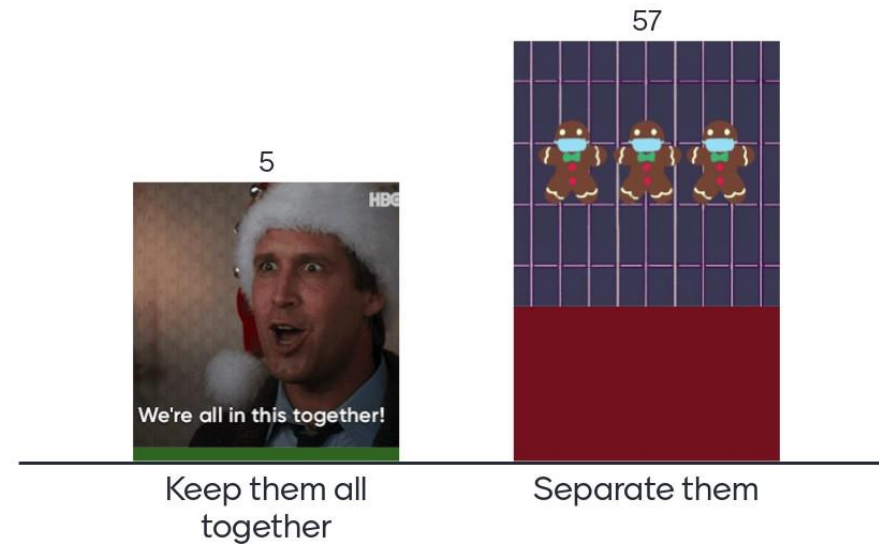 57
5
HBO
We're all in this together!
Keep them all
together
Separate them